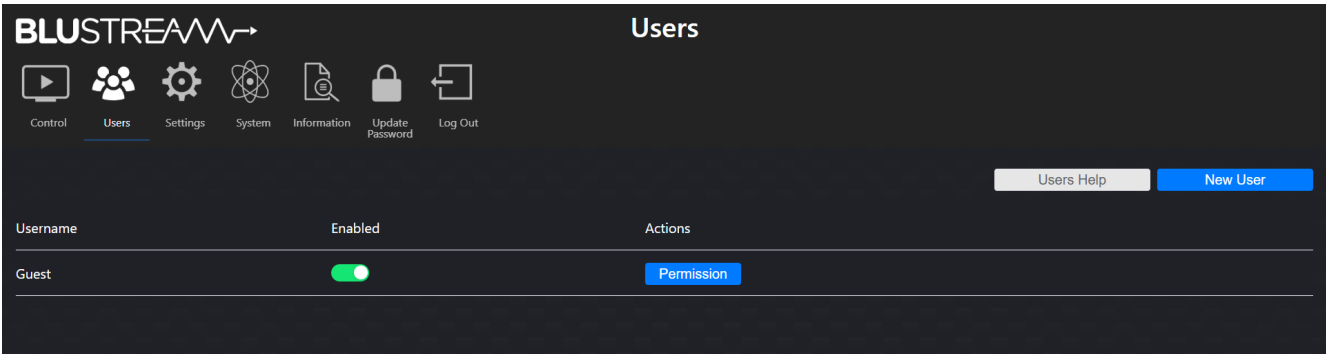 BLUSTREAM
Users
Control
Users
Settings
System
Information
Update
Password
Log Out
Users Help
New User
Username
Enabled
Actions
Guest
Permission